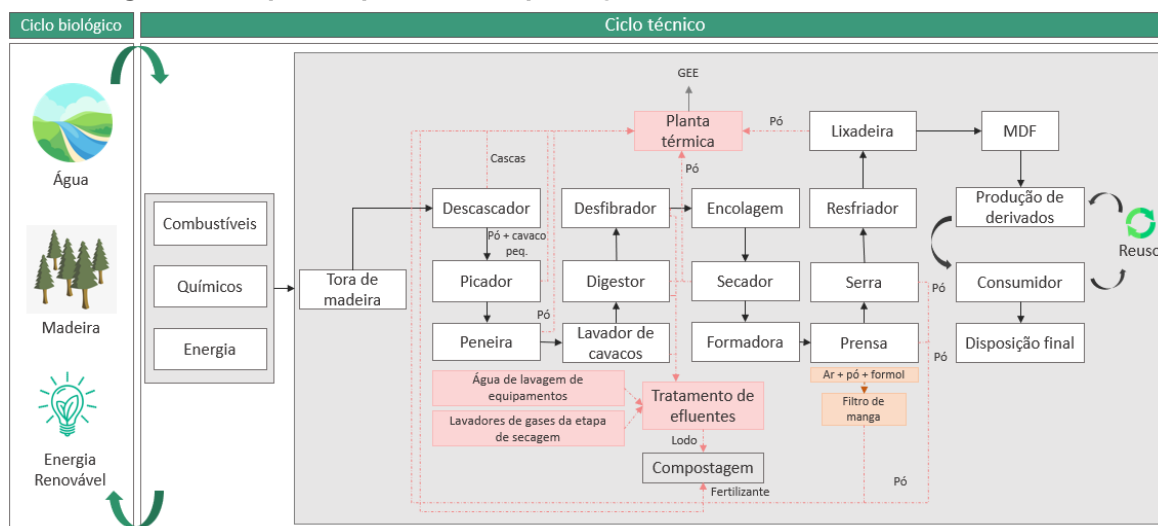 Ciclo biológico
Ciclo técnico
GEE
Planta
térmica
Pó
Lixadeira
MDF
Água
Cascas
Pó
Descascador
Desfibrador
Encolagem
Resfriador
Produção de
derivados
Combustíveis
Pó + cavaco
peq.
Reuso
Químicos
Tora de
madeira
Picador
Digestor
Secador
Serra
Pó
Consumidor
Madeira
Pó
Energia
Peneira
Lavador de
cavacos
Formadora
Prensa
Pó
Disposição final
Água de lavagem de
equipamentos
Tratamento de
efluentes
Ar + pó + formol
Filtro de
manga
Lavadores de gases da etapa
de secagem
Lodo
Energia
Renovável
Compostagem
Pó
Fertilizante